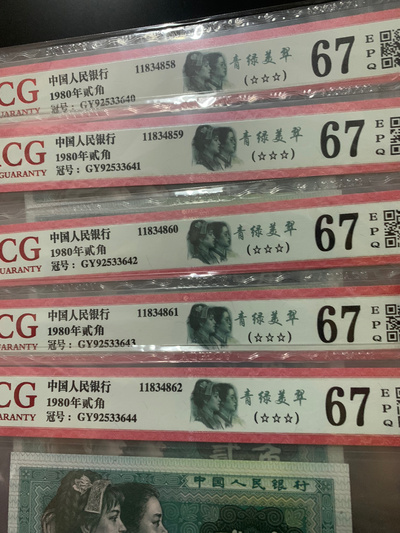 CG
GUARANTY
中国人民银行
1980年贰角
冠号：GY92533640
11834858
青绿美翠
(☆☆☆)
67
EPQ
CG
GUARANTY
中国人民银行
1980年贰角
冠号：GY92533641
11834859
青绿美翠
(☆☆☆)
67
EPQ
CG
GUARANTY
中国人民银行
1980年贰角
冠号：GY92533642
11834860
青绿美翠
(☆☆☆)
67
EPQ
CG
GUARANTY
中国人民银行
1980年贰角
冠号：GY92533643
11834861
青绿美翠
(☆☆☆)
67
EPQ
CG
GUARANTY
中国人民银行
1980年贰角
冠号：GY92533644
11834862
青绿美翠
(☆☆☆)
67
EPQ
中国人民银行